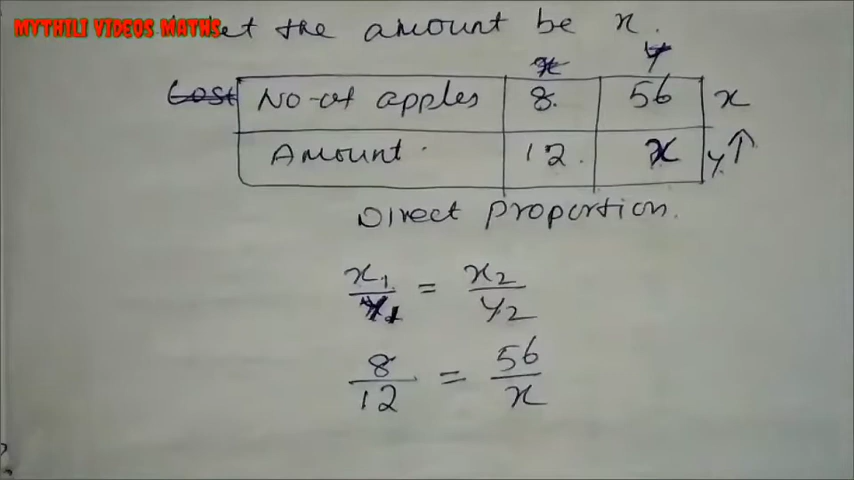 MYTHILI VIDEOS MATHS
the amount be x.
No-of apples 8. 56 x
Amount 12. x y ↑
Direct proportion.
x₁/y₁ = x₂/y₂
8/12 = 56/x